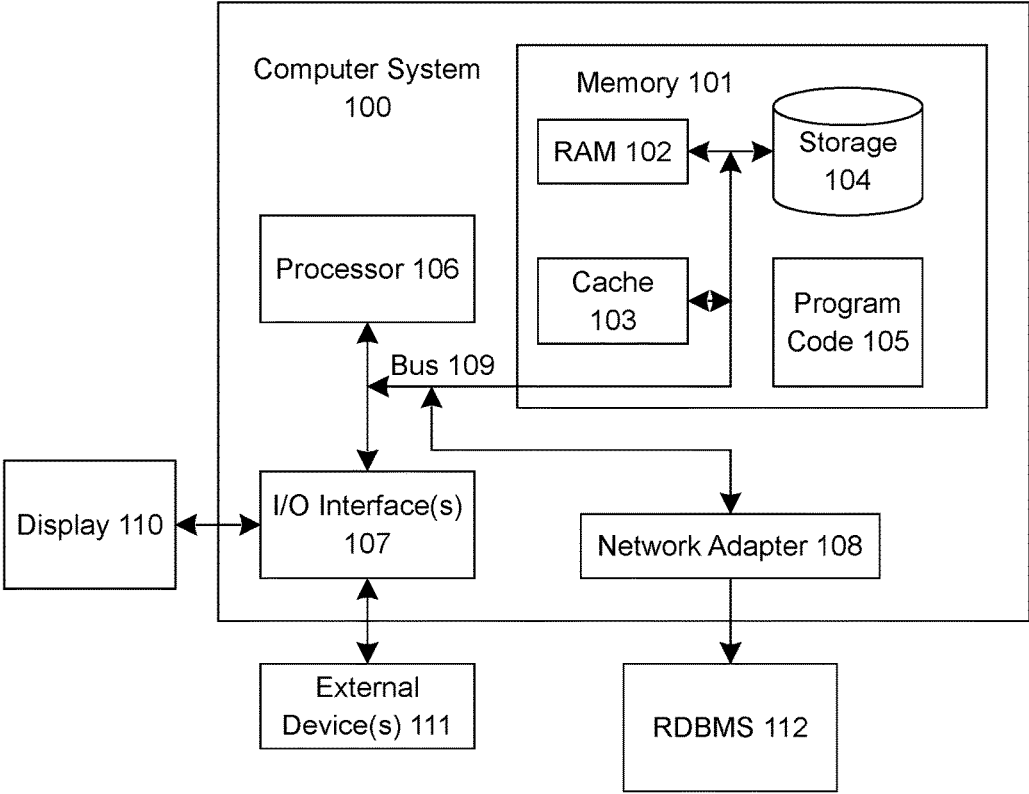 Computer System
100
Memory 101
RAM 102
Storage
104
Processor 106
Cache
103
Program
Code 105
Bus 109
Display 110
I/O Interface(s)
107
Network Adapter 108
External
Device(s) 111
RDBMS 112